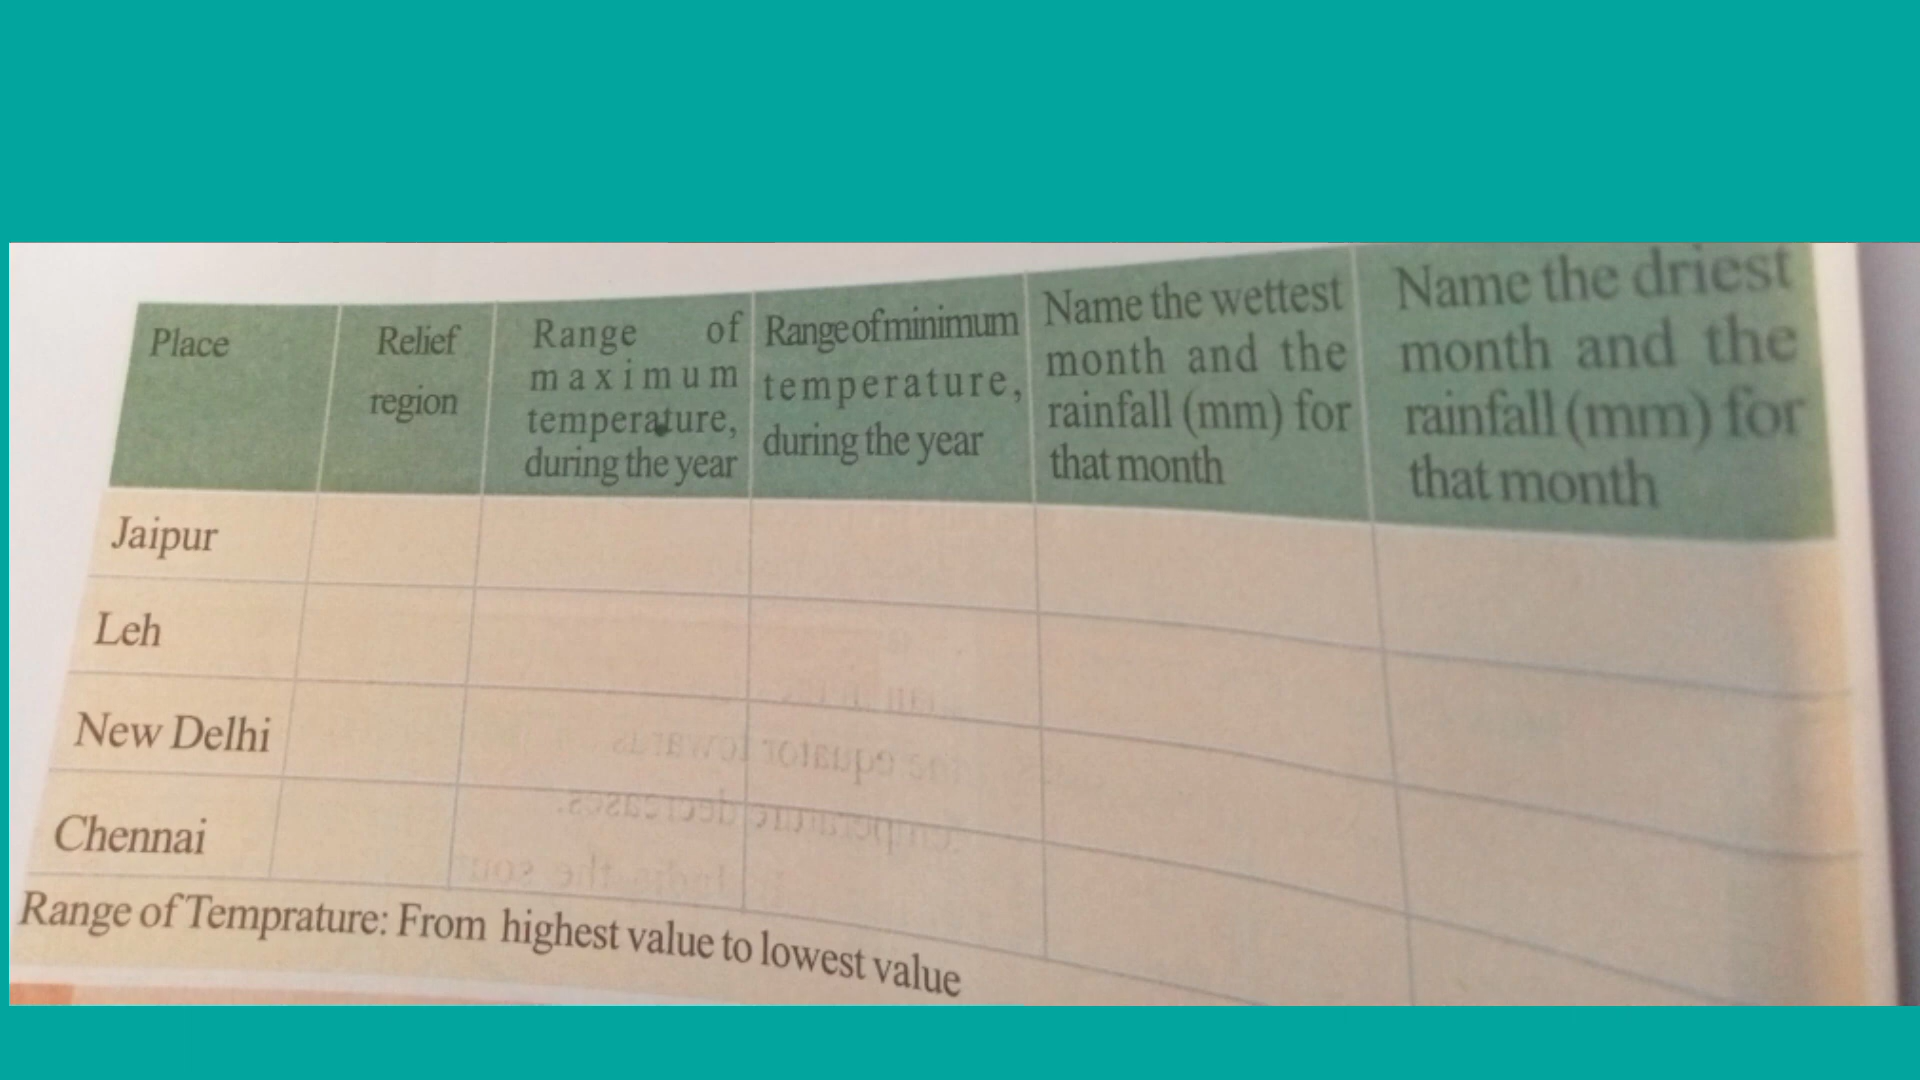 Place
Relief
region
Range of
maximum
temperature,
during the year
Range of minimum
temperature,
during the year
Name the wettest
month and the
rainfall (mm) for
that month
Name the driest
month and the
rainfall (mm) for
that month
Jaipur
Leh
New Delhi
Chennai
Range of Temprature: From highest value to lowest value